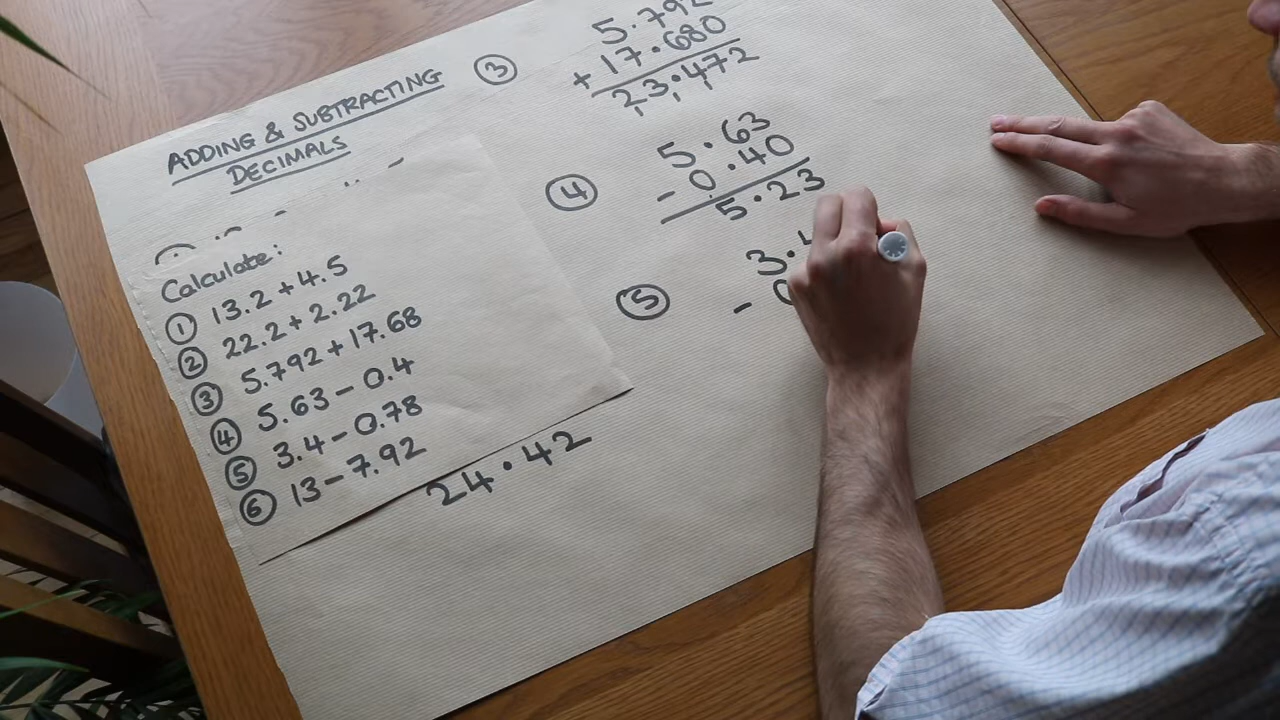 ADDING & SUBTRACTING
DECIMALS
Calculate:
① 13.2 + 4.5
② 22.2 + 2.22
③ 5.792 + 17.68
④ 5.63 - 0.4
⑤ 3.4 - 0.78
⑥ 13 - 7.92
24.42
③
5.792
+ 17.680
23.472
④
5.63
- 0.40
5.23
⑤
3.
-